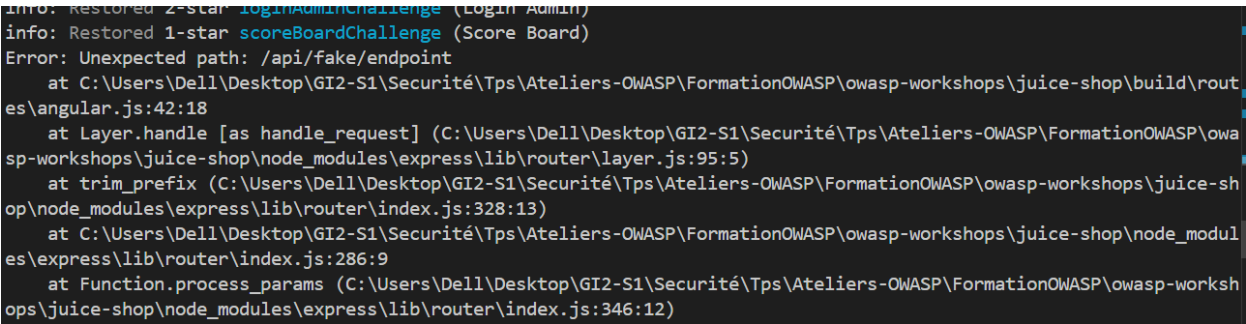 info: Restored 2-star loginAdminChallenge (Login Admin)
info: Restored 1-star scoreBoardChallenge (Score Board)
Error: Unexpected path: /api/fake/endpoint
    at C:\Users\Dell\Desktop\GI2-S1\Securité\Tps\Ateliers-OWASP\FormationOWASP\owasp-workshops\juice-shop\build\rout
es\angular.js:42:18
    at Layer.handle [as handle_request] (C:\Users\Dell\Desktop\GI2-S1\Securité\Tps\Ateliers-OWASP\FormationOWASP\owa
sp-workshops\juice-shop\node_modules\express\lib\router\layer.js:95:5)
    at trim_prefix (C:\Users\Dell\Desktop\GI2-S1\Securité\Tps\Ateliers-OWASP\FormationOWASP\owasp-workshops\juice-sh
op\node_modules\express\lib\router\index.js:328:13)
    at C:\Users\Dell\Desktop\GI2-S1\Securité\Tps\Ateliers-OWASP\FormationOWASP\owasp-workshops\juice-shop\node_modul
es\express\lib\router\index.js:286:9
    at Function.process_params (C:\Users\Dell\Desktop\GI2-S1\Securité\Tps\Ateliers-OWASP\FormationOWASP\owasp-worksh
ops\juice-shop\node_modules\express\lib\router\index.js:346:12)